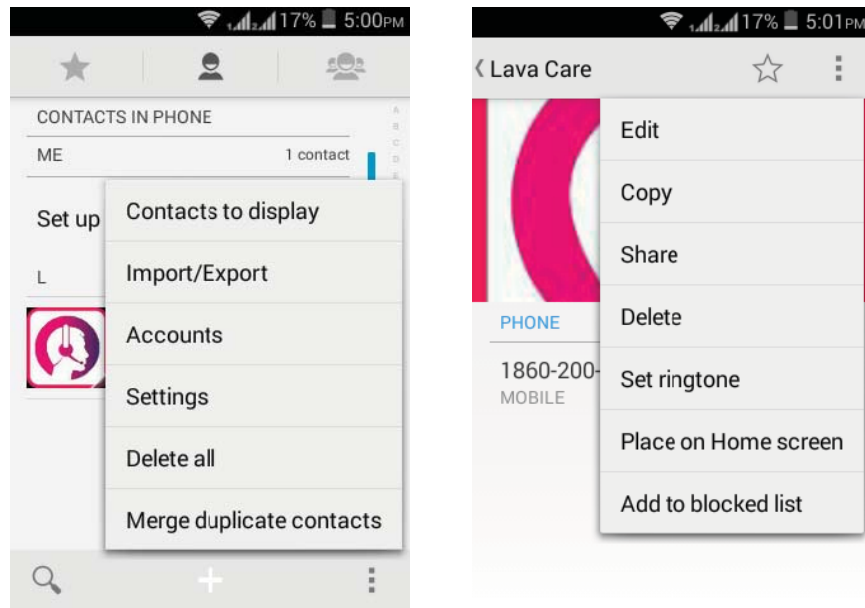 17% 5:00PM
CONTACTS IN PHONE
ME 1 contact
Set up
L
Contacts to display
Import/Export
Accounts
Settings
Delete all
Merge duplicate contacts
A
B
C
D
E
17% 5:01PM
Lava Care
PHONE
1860-200-
MOBILE
Edit
Copy
Share
Delete
Set ringtone
Place on Home screen
Add to blocked list